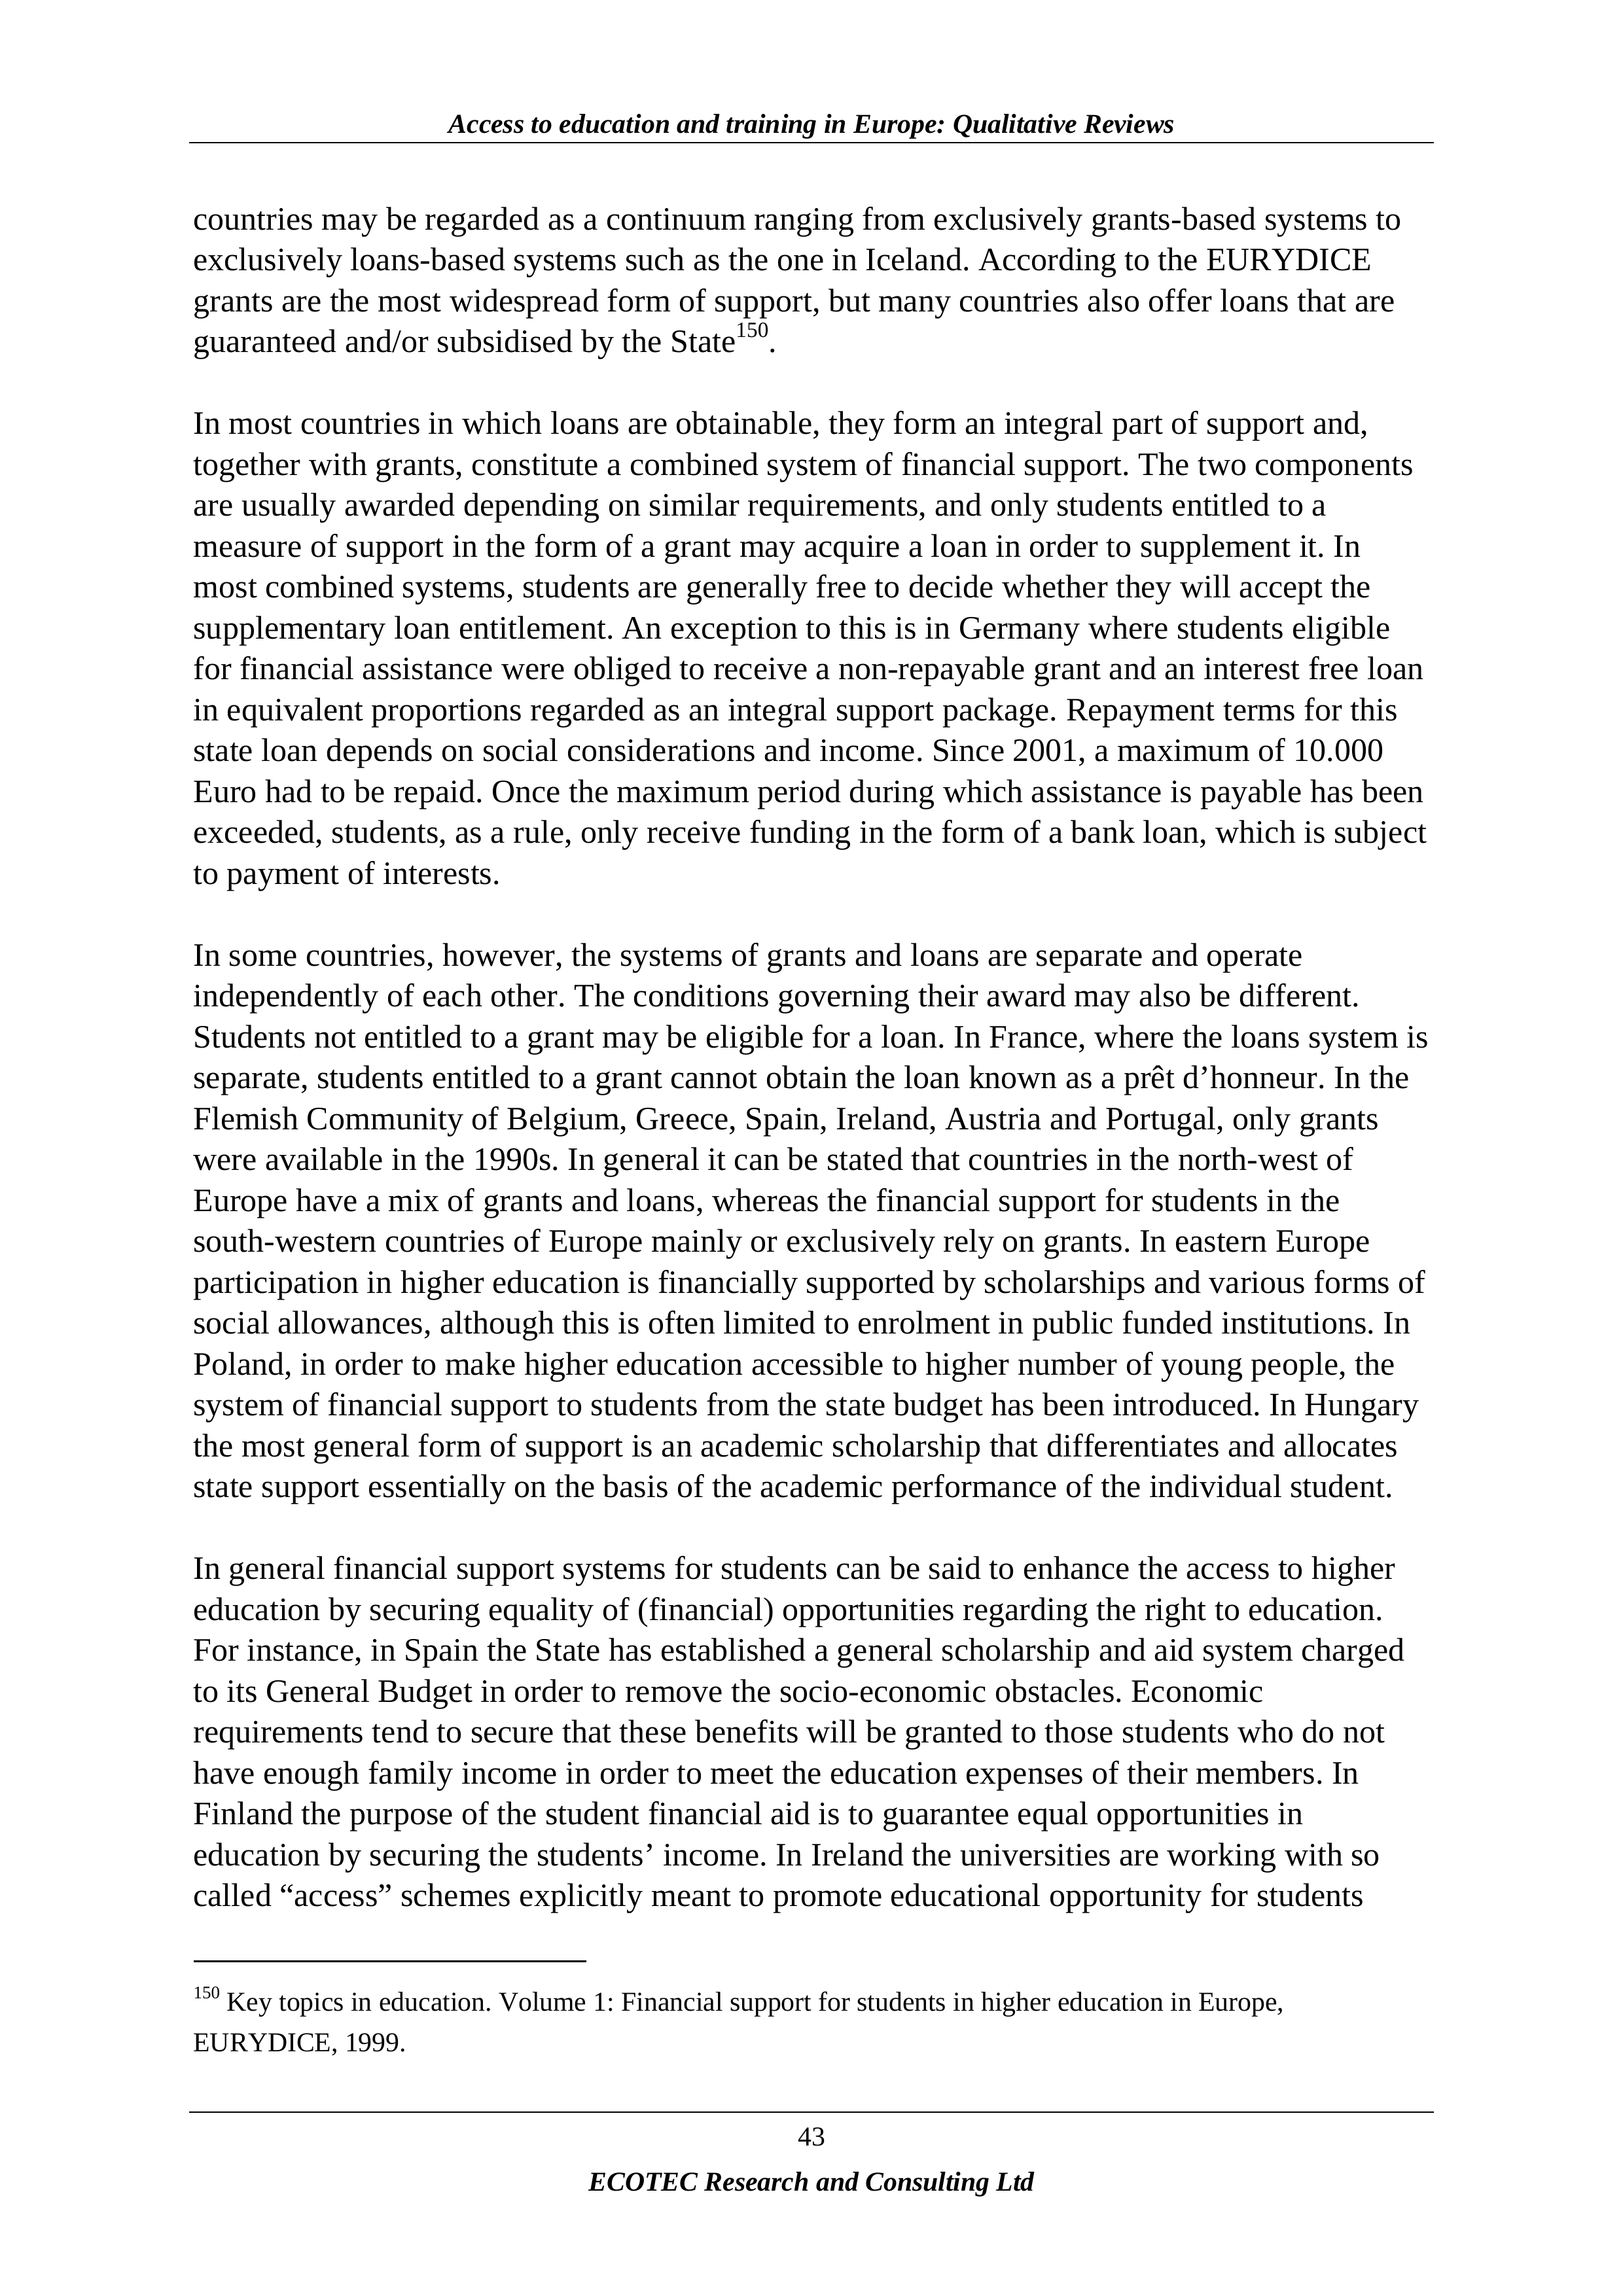 Access to education and training in Europe: Qualitative Reviews
countries may be regarded as a continuum ranging from exclusively grants-based systems to
exclusively loans-based systems such as the one in Iceland. According to the EURYDICE
grants are the most widespread form of support, but many countries also offer loans that are
guaranteed and/or subsidised by the State150.
In most countries in which loans are obtainable, they form an integral part of support and,
together with grants, constitute a combined system of financial support. The two components
are usually awarded depending on similar requirements, and only students entitled to a
measure of support in the form of a grant may acquire a loan in order to supplement it. In
most combined systems, students are generally free to decide whether they will accept the
supplementary loan entitlement. An exception to this is in Germany where students eligible
for financial assistance were obliged to receive a non-repayable grant and an interest free loan
in equivalent proportions regarded as an integral support package. Repayment terms for this
state loan depends on social considerations and income. Since 2001, a maximum of 10.000
Euro had to be repaid. Once the maximum period during which assistance is payable has been
exceeded, students, as a rule, only receive funding in the form of a bank loan, which is subject
to payment of interests.
In some countries, however, the systems of grants and loans are separate and operate
independently of each other. The conditions governing their award may also be different.
Students not entitled to a grant may be eligible for a loan. In France, where the loans system is
separate, students entitled to a grant cannot obtain the loan known as a prêt d’honneur. In the
Flemish Community of Belgium, Greece, Spain, Ireland, Austria and Portugal, only grants
were available in the 1990s. In general it can be stated that countries in the north-west of
Europe have a mix of grants and loans, whereas the financial support for students in the
south-western countries of Europe mainly or exclusively rely on grants. In eastern Europe
participation in higher education is financially supported by scholarships and various forms of
social allowances, although this is often limited to enrolment in public funded institutions. In
Poland, in order to make higher education accessible to higher number of young people, the
system of financial support to students from the state budget has been introduced. In Hungary
the most general form of support is an academic scholarship that differentiates and allocates
state support essentially on the basis of the academic performance of the individual student.
In general financial support systems for students can be said to enhance the access to higher
education by securing equality of (financial) opportunities regarding the right to education.
For instance, in Spain the State has established a general scholarship and aid system charged
to its General Budget in order to remove the socio-economic obstacles. Economic
requirements tend to secure that these benefits will be granted to those students who do not
have enough family income in order to meet the education expenses of their members. In
Finland the purpose of the student financial aid is to guarantee equal opportunities in
education by securing the students’ income. In Ireland the universities are working with so
called “access” schemes explicitly meant to promote educational opportunity for students
150 Key topics in education. Volume 1: Financial support for students in higher education in Europe,
EURYDICE, 1999.
43
ECOTEC Research and Consulting Ltd